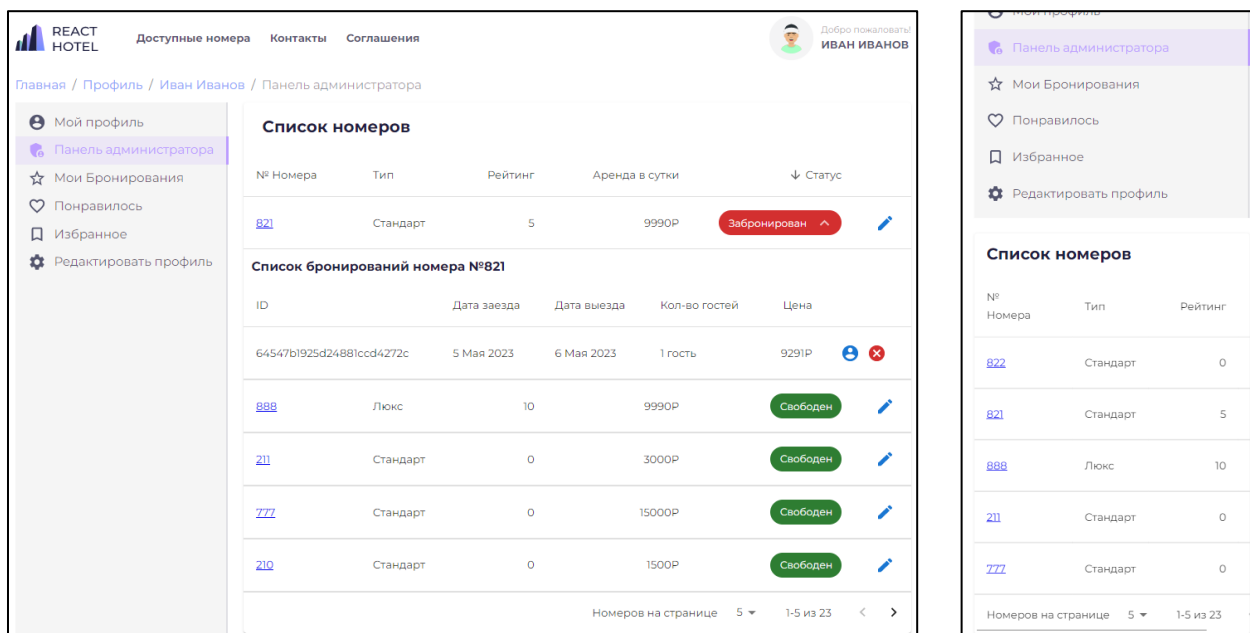 REACT
HOTEL
Доступные номера Контакты Соглашения
Добро пожаловать!
ИВАН ИВАНОВ
Главная / Профиль / Иван Иванов / Панель администратора
Мой профиль
Панель администратора
Мои Бронирования
Понравилось
Избранное
Редактировать профиль
Список номеров
№ Номера Тип Рейтинг Аренда в сутки Статус
821 Стандарт 5 9990Р Забронирован
Список бронирований номера №821
ID Дата заезда Дата выезда Кол-во гостей Цена
64547b1925d24881ccd4272c 5 Мая 2023 6 Мая 2023 1 гость 9291Р
888 Люкс 10 9990Р Свободен
211 Стандарт 0 3000Р Свободен
777 Стандарт 0 15000Р Свободен
210 Стандарт 0 1500Р Свободен
Номеров на странице 5 1-5 из 23
Мой профиль
Панель администратора
Мои Бронирования
Понравилось
Избранное
Редактировать профиль
Список номеров
№
Номера Тип Рейтинг
822 Стандарт 0
821 Стандарт 5
888 Люкс 10
211 Стандарт 0
777 Стандарт 0
Номеров на странице 5 1-5 из 23